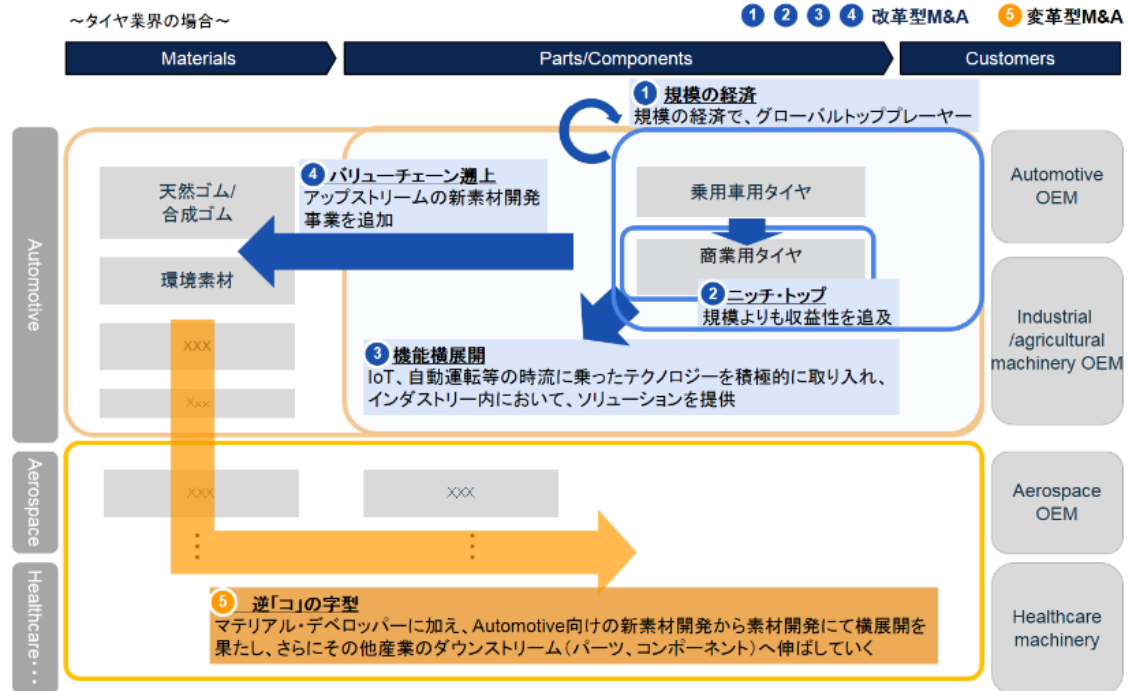 ～タイヤ業界の場合～
1 2 3 4 改革型M&A 5 変革型M&A
Materials
Parts/Components
Customers
1 規模の経済
規模の経済で、グローバルトッププレーヤー
Automotive
天然ゴム/
合成ゴム
環境素材
xxx
Xxx
4 バリューチェーン遡上
アップストリームの新素材開発
事業を追加
乗用車用タイヤ
商業用タイヤ
2 ニッチ・トップ
規模よりも収益性を追及
3 機能横展開
IoT、自動運転等の時流に乗ったテクノロジーを積極的に取り入れ、
インダストリー内において、ソリューションを提供
Automotive
OEM
Industrial
/agricultural
machinery OEM
Aerospace
xxx
xxx
⋮
⋮
Aerospace
OEM
Healthcare・・・
5 逆「コ」の字型
マテリアル・デベロッパーに加え、Automotive向けの新素材開発から素材開発にて横展開を
果たし、さらにその他産業のダウンストリーム（パーツ、コンポーネント）へ伸ばしていく
Healthcare
machinery